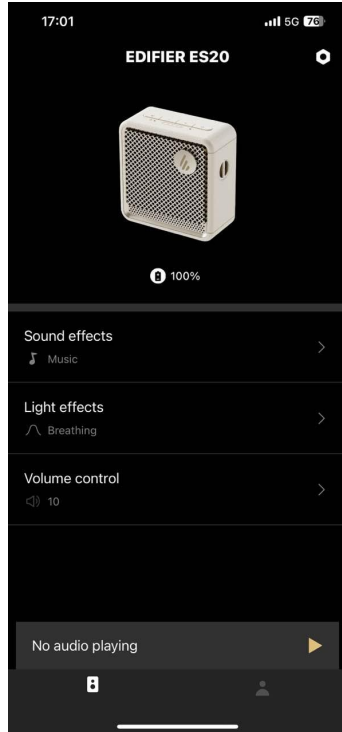 17:01
5G 76
EDIFIER ES20
100%
Sound effects
Music
Light effects
Breathing
Volume control
10
No audio playing